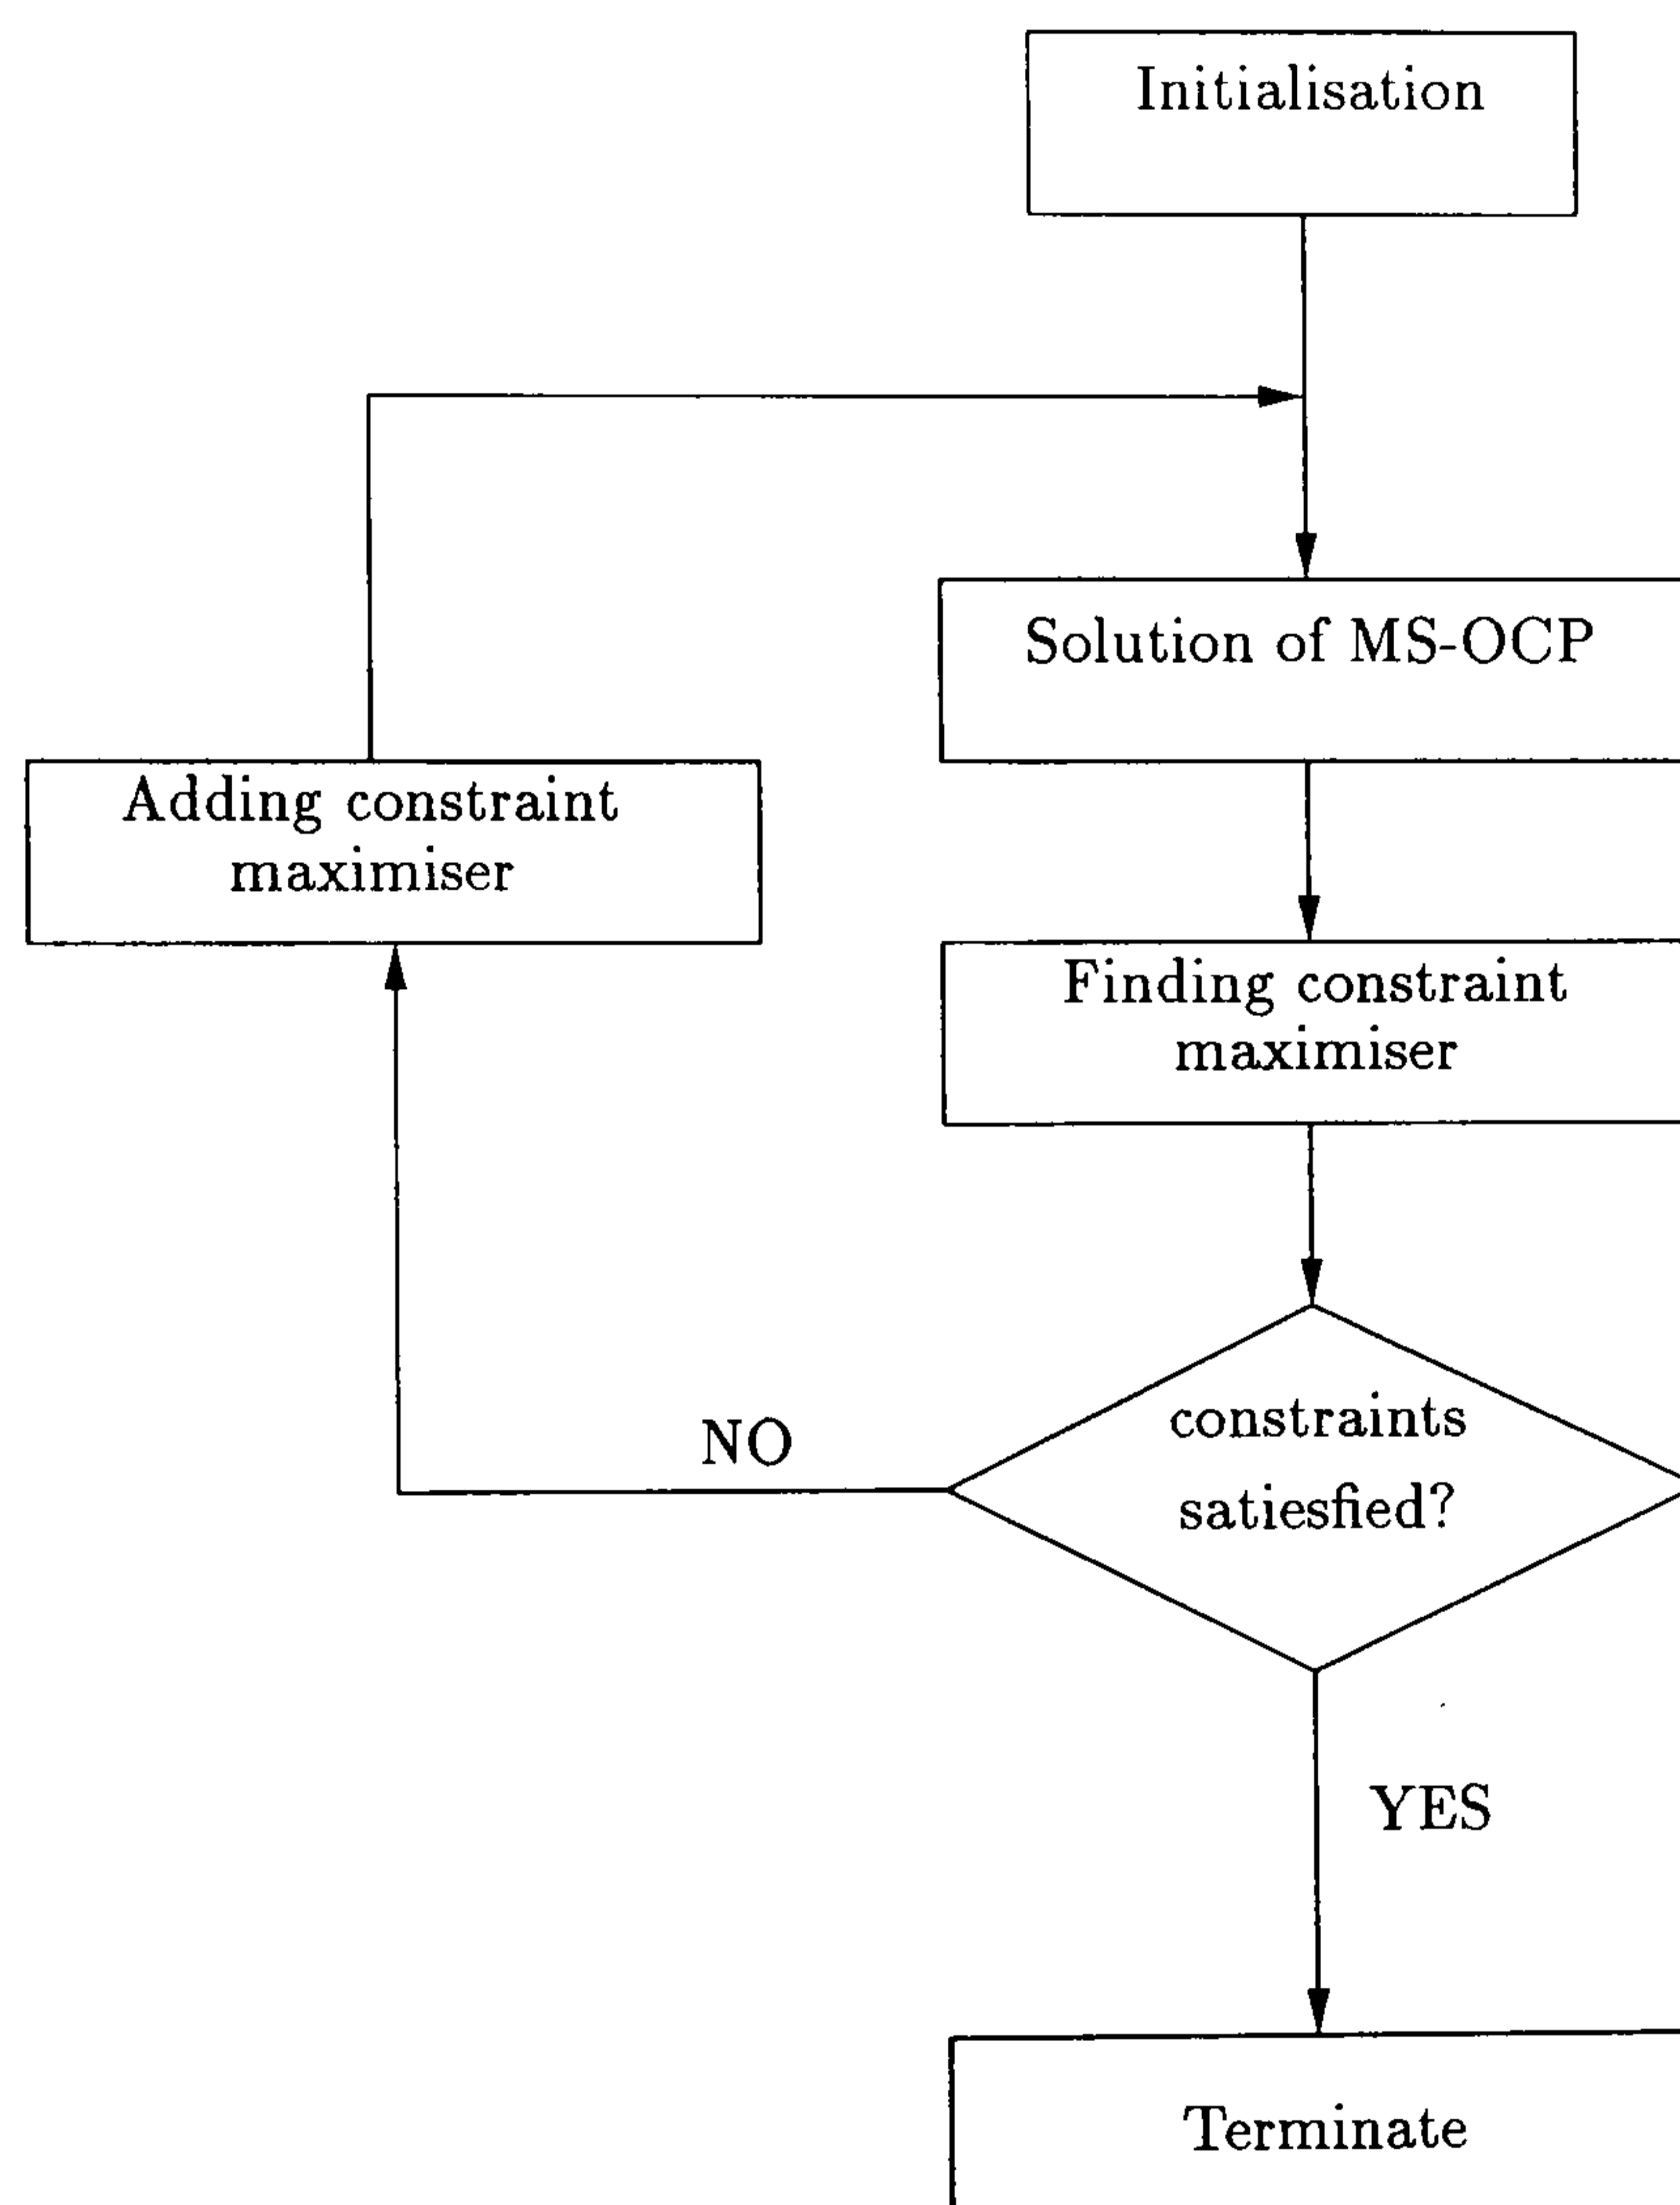 Initialisation
Solution of MS-OCP
Adding constraint
maximiser
Finding constraint
maximiser
constraints
satiesfied?
NO
YES
Terminate